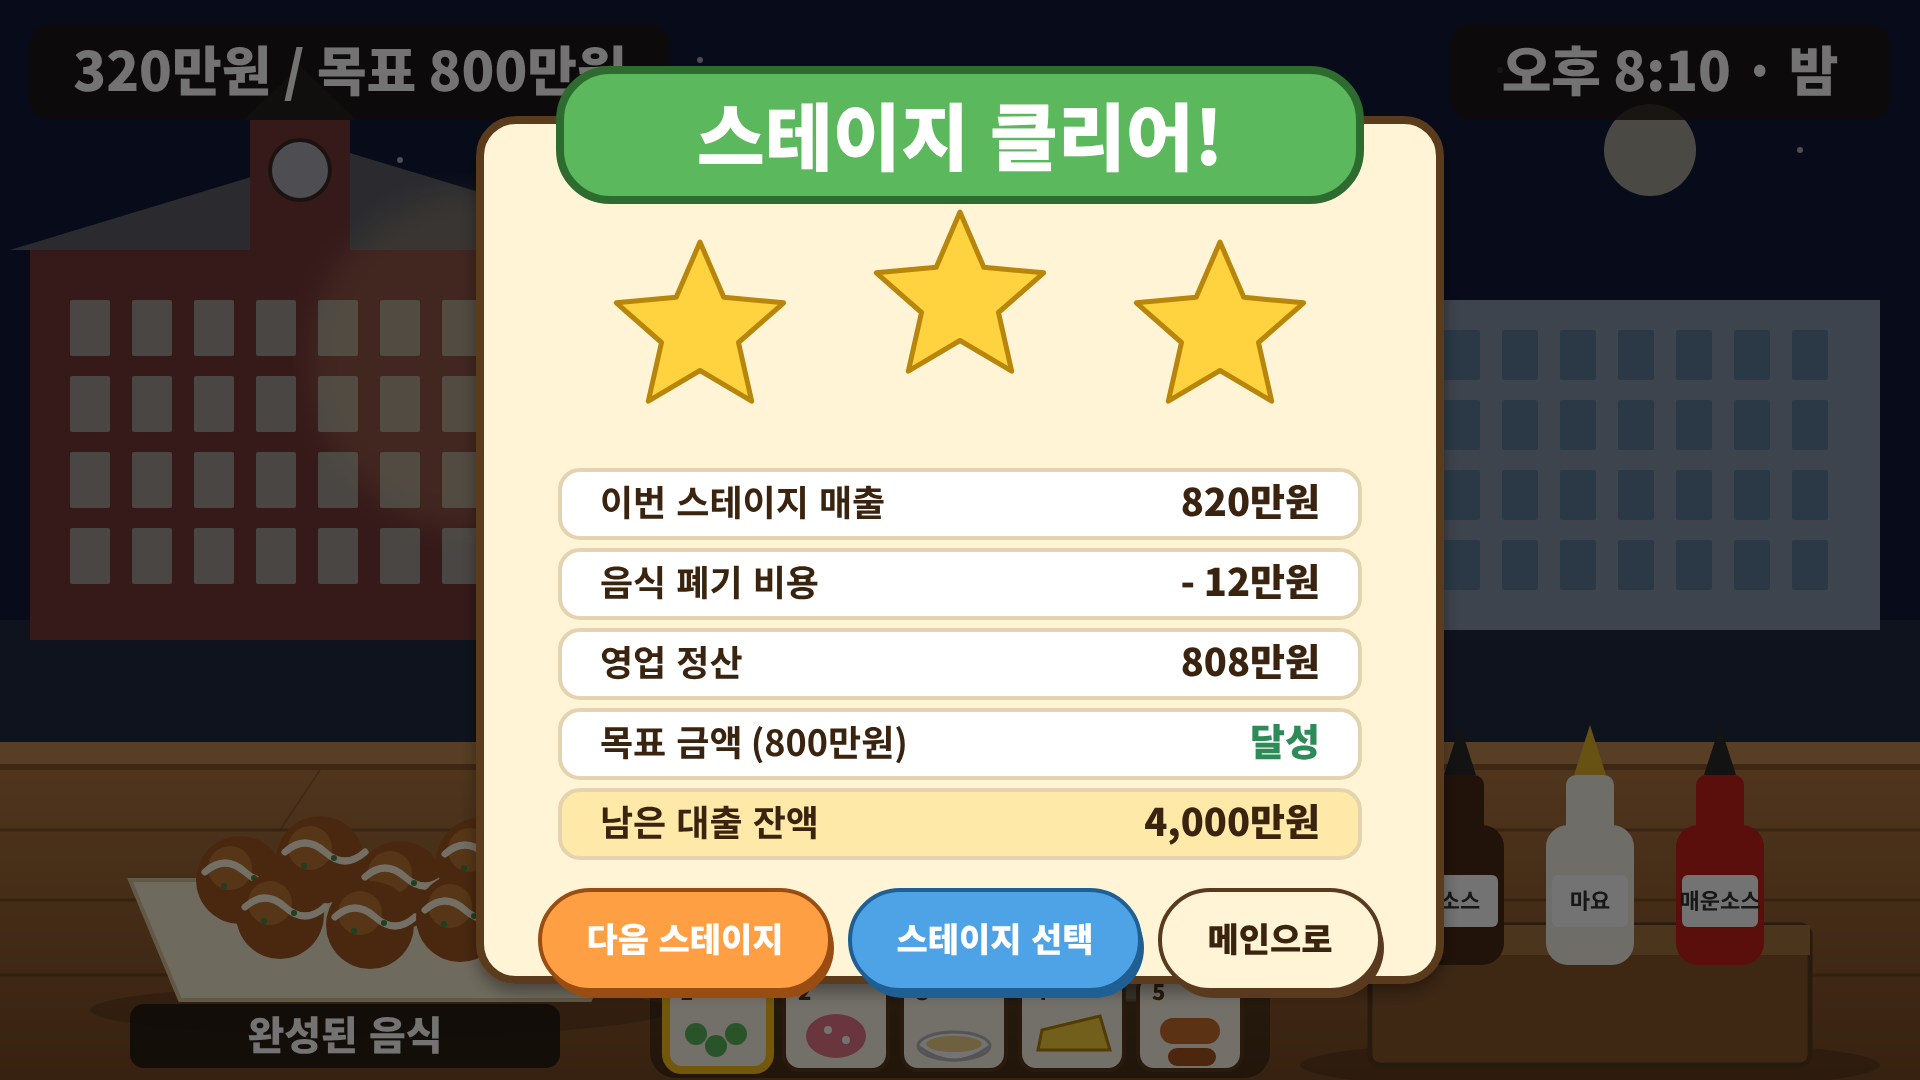 320만원 / 목표 800만원
오후 8:10 · 밤
스테이지 클리어!
이번 스테이지 매출 820만원
음식 폐기 비용 - 12만원
영업 정산 808만원
목표 금액 (800만원) 달성
남은 대출 잔액 4,000만원
소스
마요
매운소스
다음 스테이지
스테이지 선택
메인으로
2
5
완성된 음식